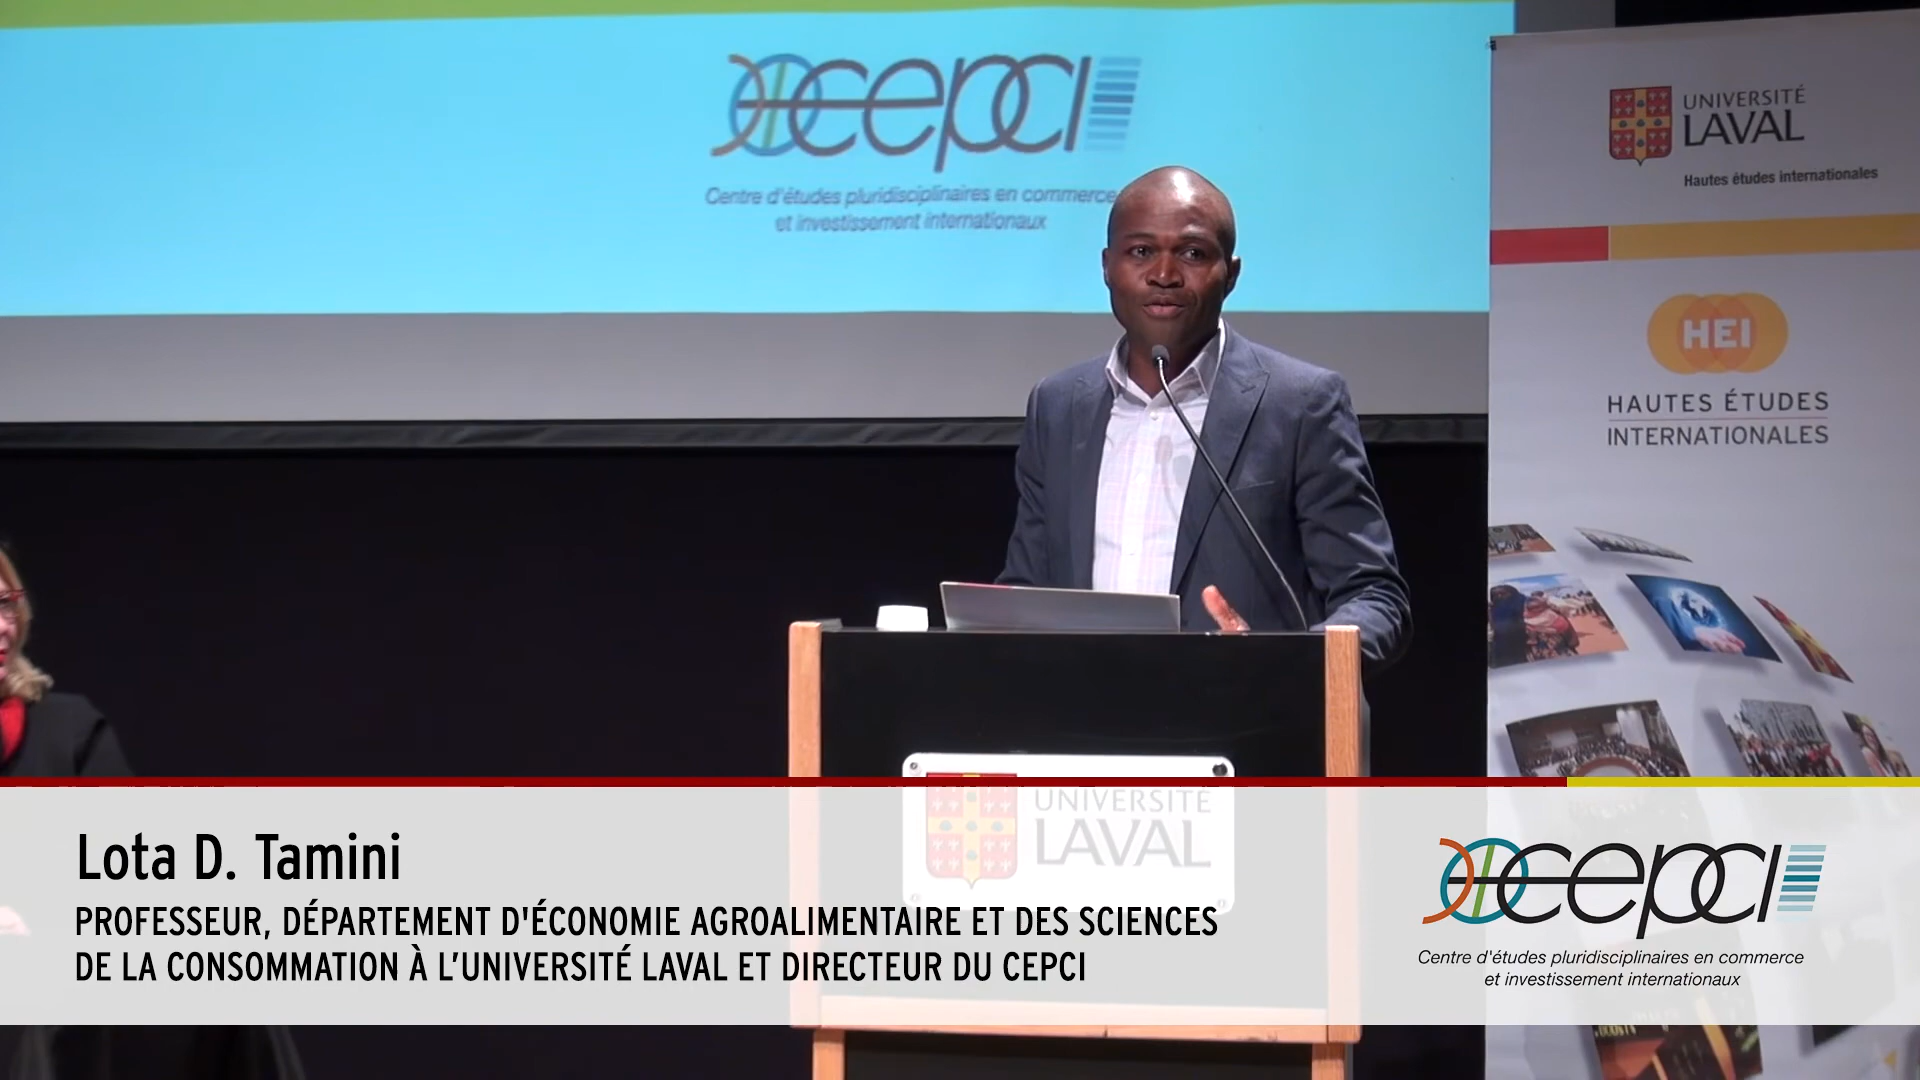 cepci
Centre d'études pluridisciplinaires en commerce
et investissement internationaux
UNIVERSITÉ
LAVAL
Hautes études internationales
HEI
HAUTES ÉTUDES
INTERNATIONALES
UNIVERSITÉ
LAVAL
Lota D. Tamini
PROFESSEUR, DÉPARTEMENT D'ÉCONOMIE AGROALIMENTAIRE ET DES SCIENCES
DE LA CONSOMMATION À L’UNIVERSITÉ LAVAL ET DIRECTEUR DU CEPCI
cepci
Centre d'études pluridisciplinaires en commerce
et investissement internationaux